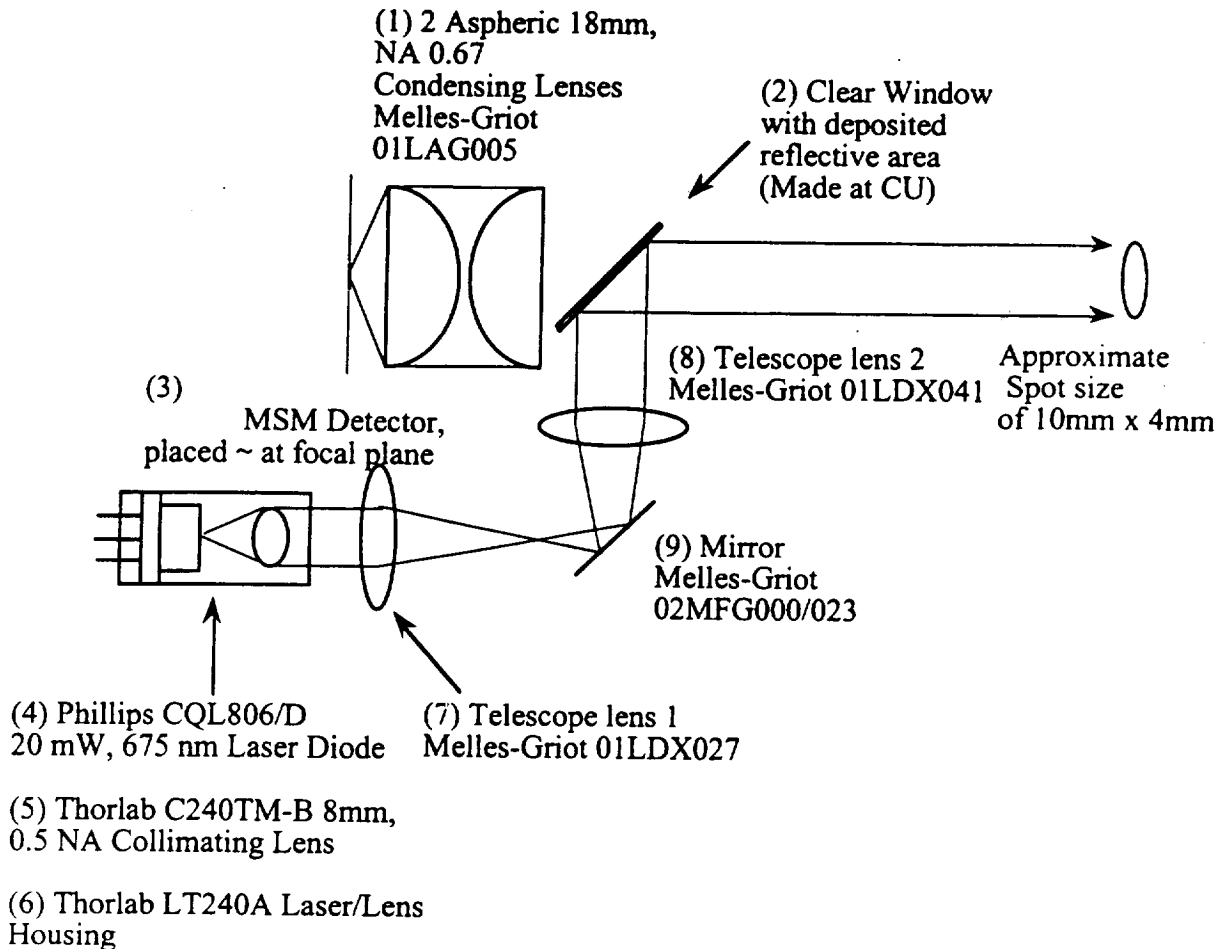 (1) 2 Aspheric 18mm,
NA 0.67
Condensing Lenses
Melles-Griot
01LAG005
(2) Clear Window
with deposited
reflective area
(Made at CU)
(3)
MSM Detector,
placed ~ at focal plane
(8) Telescope lens 2
Melles-Griot 01LDX041
Approximate
Spot size
of 10mm x 4mm
(9) Mirror
Melles-Griot
02MFG000/023
(4) Phillips CQL806/D
20 mW, 675 nm Laser Diode
(7) Telescope lens 1
Melles-Griot 01LDX027
(5) Thorlab C240TM-B 8mm,
0.5 NA Collimating Lens
(6) Thorlab LT240A Laser/Lens
Housing